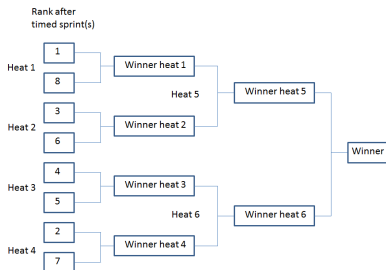 Rank after
timed sprint(s)
1
Heat 1
8
Winner heat 1
Heat 5
3
Heat 2
6
Winner heat 2
Winner heat 5
4
Heat 3
5
Winner heat 3
Heat 6
2
Heat 4
7
Winner heat 4
Winner heat 6
Winner